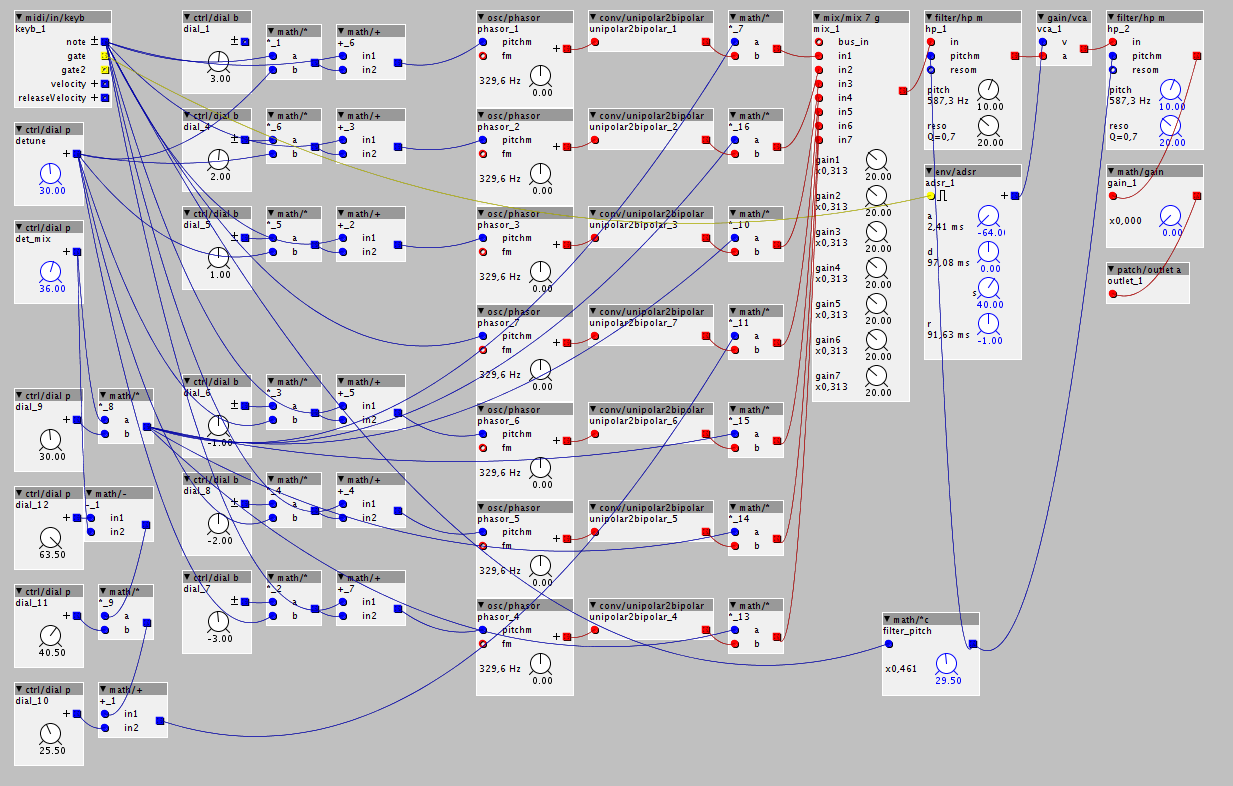 midi/in/keyb
keyb_1
note
gate
gate2
velocity
releaseVelocity
ctrl/dial p
detune
30.00
ctrl/dial p
det_mix
36.00
ctrl/dial p
dial_9
30.00
math/*
*_8
a
b
ctrl/dial p
dial_12
63.50
math/-
-_1
in1
in2
ctrl/dial p
dial_11
40.50
math/*
*_9
a
b
ctrl/dial p
dial_10
25.50
math/+
+_1
in1
in2
ctrl/dial b
dial_1
3.00
math/*
*_1
a
b
math/+
+_6
in1
in2
ctrl/dial b
dial_4
2.00
math/*
*_6
a
b
math/+
+_3
in1
in2
ctrl/dial b
dial_5
1.00
math/*
*_5
a
b
math/+
+_2
in1
in2
ctrl/dial b
dial_6
-1.00
math/*
*_3
a
b
math/+
+_5
in1
in2
ctrl/dial b
dial_8
-2.00
math/*
*_4
a
b
math/+
+_4
in1
in2
ctrl/dial b
dial_7
-3.00
math/*
*_2
a
b
math/+
+_7
in1
in2
osc/phasor
phasor_1
pitchm
fm
329,6 Hz
0.00
conv/unipolar2bipolar
unipolar2bipolar_1
math/*
*_7
a
b
osc/phasor
phasor_2
pitchm
fm
329,6 Hz
0.00
conv/unipolar2bipolar
unipolar2bipolar_2
math/*
*_16
a
b
osc/phasor
phasor_3
pitchm
fm
329,6 Hz
0.00
conv/unipolar2bipolar
unipolar2bipolar_3
math/*
*_10
a
b
osc/phasor
phasor_7
pitchm
fm
329,6 Hz
0.00
conv/unipolar2bipolar
unipolar2bipolar_7
math/*
*_11
a
b
osc/phasor
phasor_6
pitchm
fm
329,6 Hz
0.00
conv/unipolar2bipolar
unipolar2bipolar_6
math/*
*_15
a
b
osc/phasor
phasor_5
pitchm
fm
329,6 Hz
0.00
conv/unipolar2bipolar
unipolar2bipolar_5
math/*
*_14
a
b
osc/phasor
phasor_4
pitchm
fm
329,6 Hz
0.00
conv/unipolar2bipolar
unipolar2bipolar_4
math/*
*_13
a
b
mix/mix 7 g
mix_1
bus_in
in1
in2
in3
in4
in5
in6
in7
gain1
x0,313
20.00
gain2
x0,313
20.00
gain3
x0,313
20.00
gain4
x0,313
20.00
gain5
x0,313
20.00
gain6
x0,313
20.00
gain7
x0,313
20.00
filter/hp m
hp_1
in
pitchm
resom
pitch
587,3 Hz
10.00
reso
Q=0,7
20.00
env/adsr
adsr_1
a
2,41 ms
-64.00
d
97,08 ms
0.00
s
40.00
r
91,63 ms
-1.00
gain/vca
vca_1
v
a
filter/hp m
hp_2
in
pitchm
resom
pitch
587,3 Hz
10.00
reso
Q=0,7
20.00
math/gain
gain_1
x0,000
0.00
patch/outlet a
outlet_1
math/*c
filter_pitch
x0,461
29.50